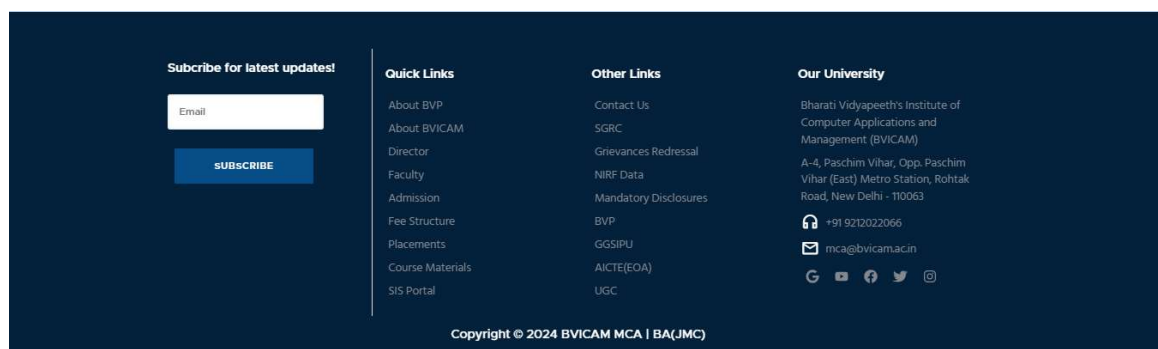 Subcribe for latest updates!
Email
sUBsCRIBE
Quick Links
About BVP
About BVICAM
Director
Faculty
Admission
Fee Structure
Placements
Course Materials
SIS Portal
Other Links
Contact Us
SGRC
Grievances Redressal
NIRF Data
Mandatory Disclosures
BVP
GGSIPU
AICTE(EOA)
UGC
Our University
Bharati Vidyapeeth's Institute of
Computer Applications and
Management (BVICAM)
A-4, Paschim Vihar, Opp. Paschim
Vihar (East) Metro Station, Rohtak
Road, New Delhi - 110063
+91 9212022066
mca@bvicam.ac.in
Copyright © 2024 BVICAM MCA | BA(JMC)